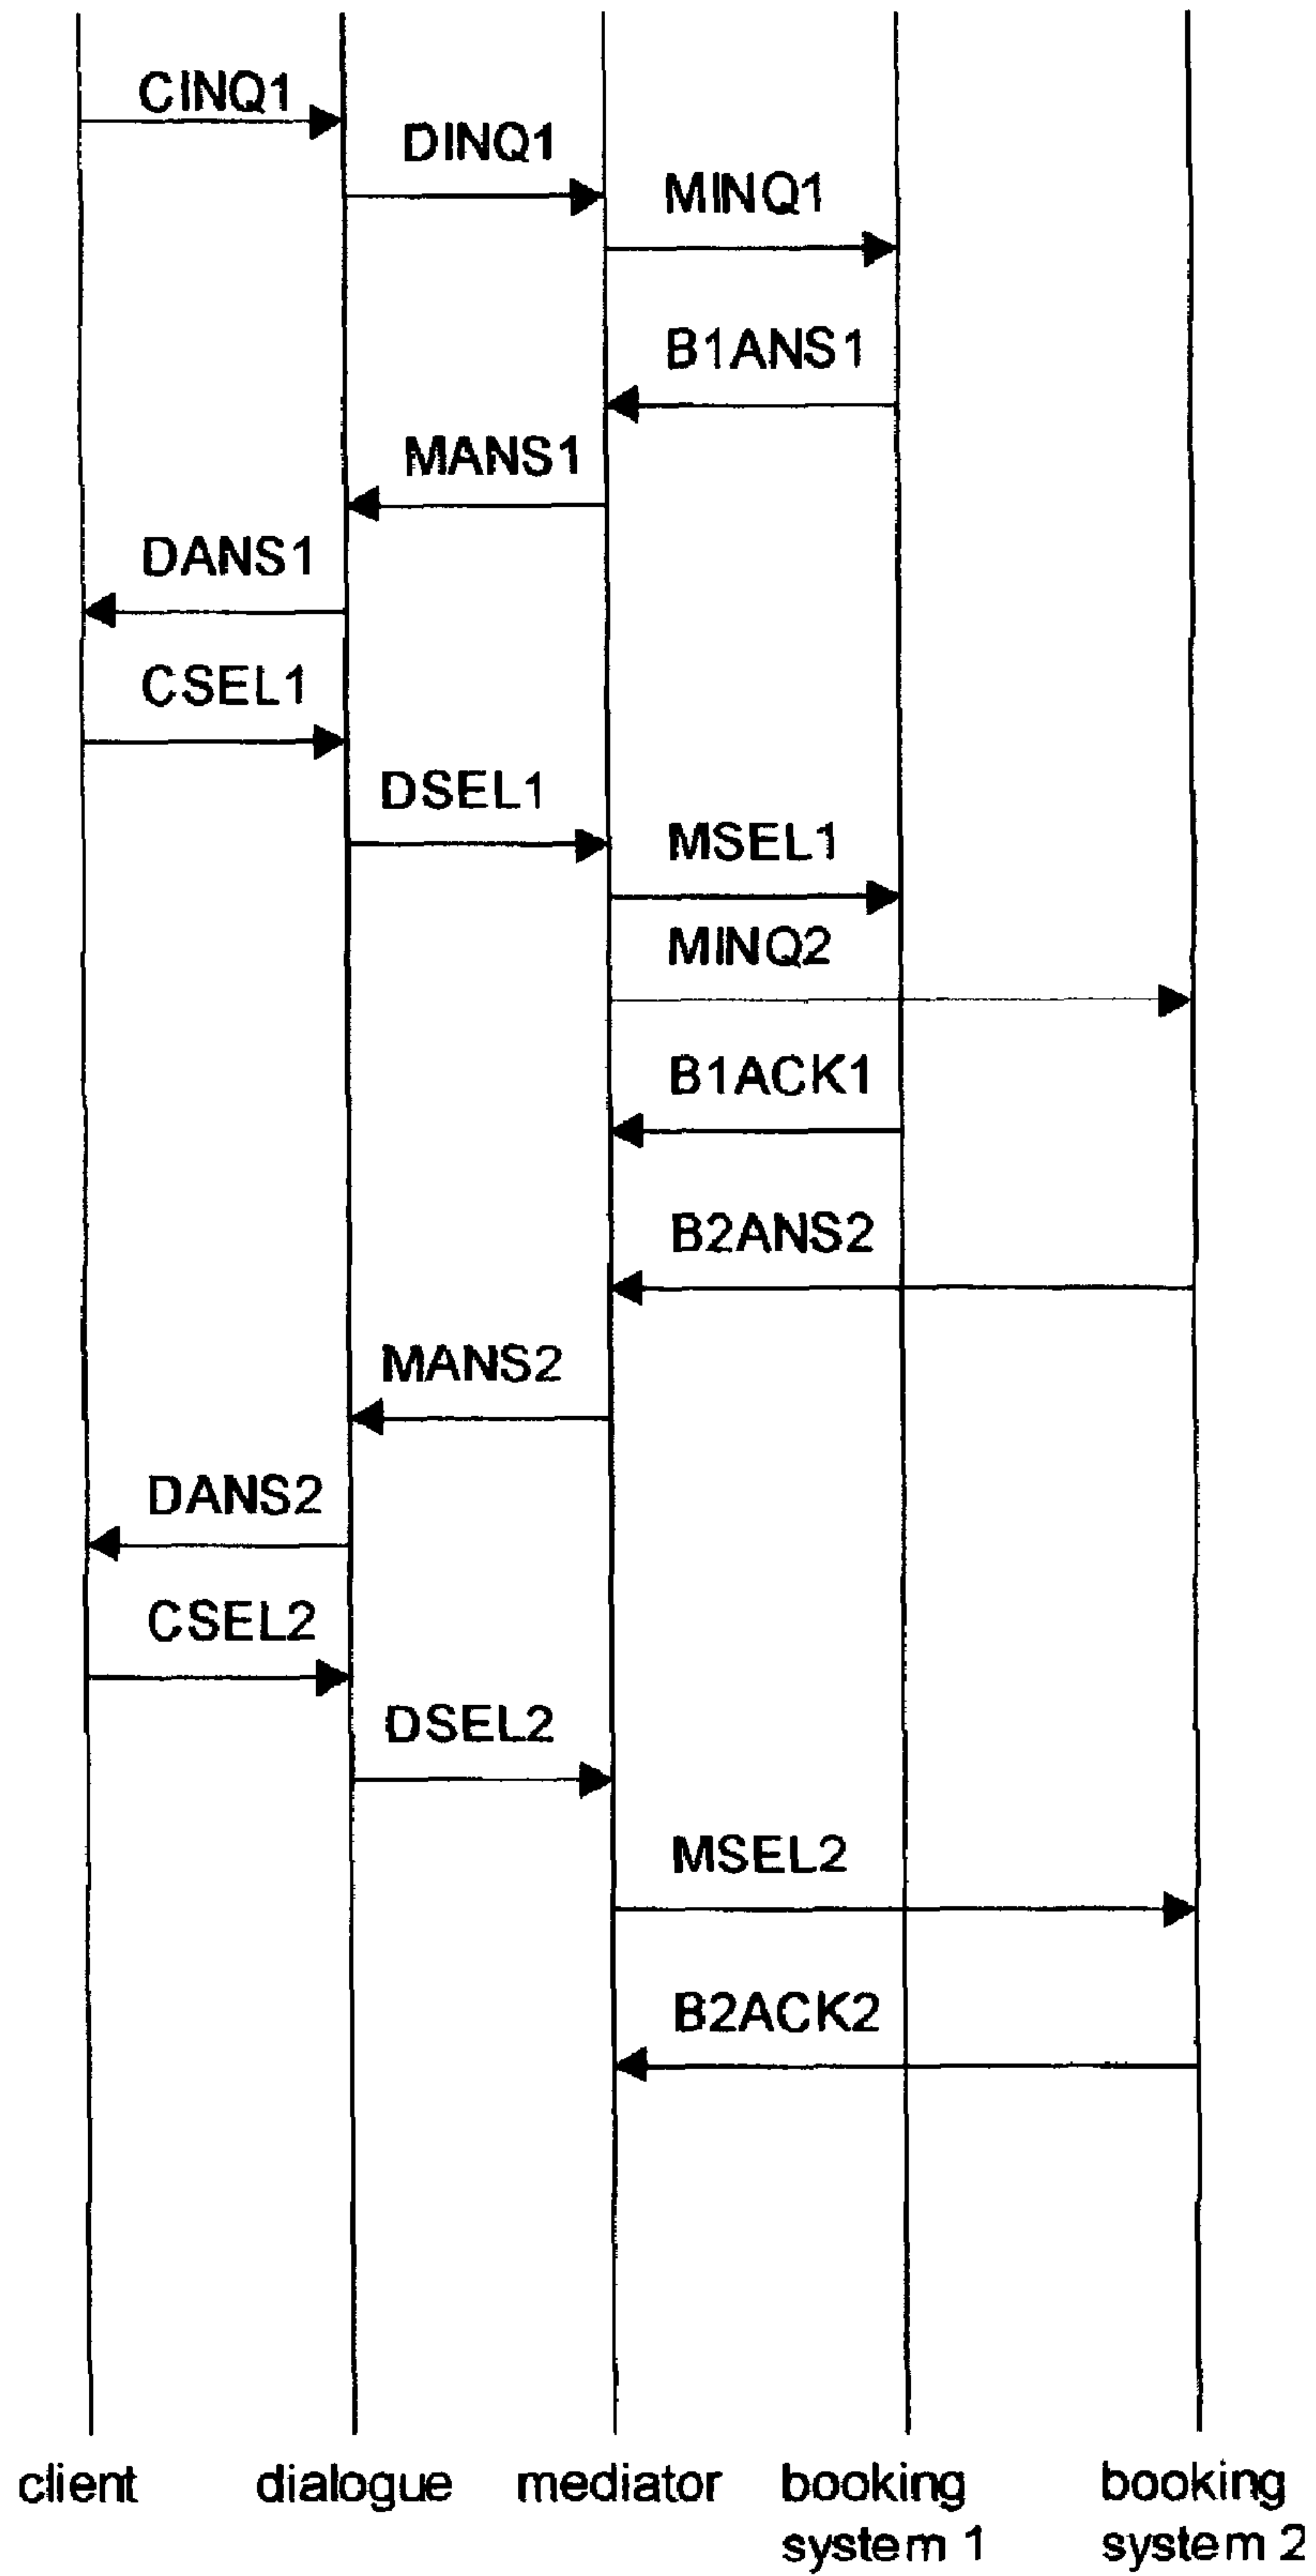 CINQ1
DINQ1
MINQ1
B1ANS1
MANS1
DANS1
CSEL1
DSEL1
MSEL1
MINQ2
B1ACK1
B2ANS2
MANS2
DANS2
CSEL2
DSEL2
MSEL2
B2ACK2
client dialogue mediator booking booking
system 1 system 2